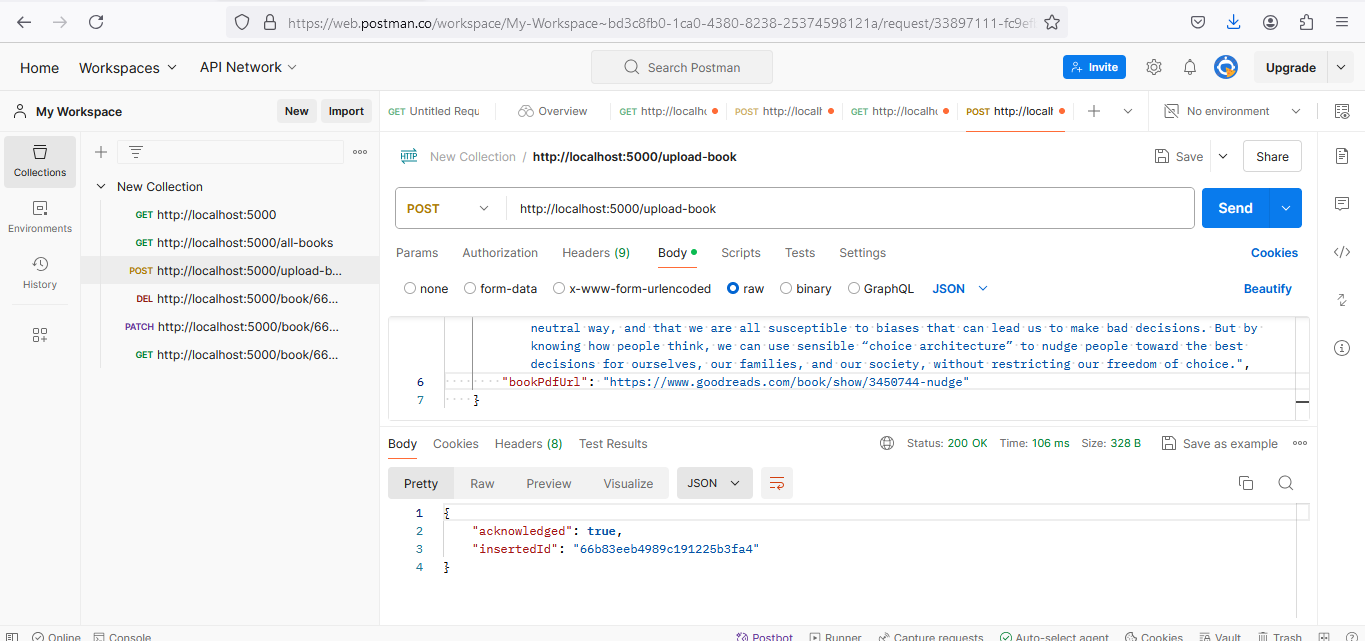 https://web.postman.co/workspace/My-Workspace~bd3c8fb0-1ca0-4380-8238-25374598121a/request/33897111-fc9ef
Home Workspaces API Network Search Postman Invite Upgrade
My Workspace New Import GET Untitled Requ Overview GET http://localh POST http://localh GET http://localh POST http://localh No environment
Collections
Environments
History
New Collection
GET http://localhost:5000
GET http://localhost:5000/all-books
POST http://localhost:5000/upload-b...
DEL http://localhost:5000/book/66...
PATCH http://localhost:5000/book/66...
GET http://localhost:5000/book/66...
HTTP New Collection / http://localhost:5000/upload-book Save Share
POST http://localhost:5000/upload-book Send
Params Authorization Headers (9) Body Scripts Tests Settings Cookies
none form-data x-www-form-urlencoded raw binary GraphQL JSON Beautify
neutral way, and that we are all susceptible to biases that can lead us to make bad decisions. But by
knowing how people think, we can use sensible “choice architecture” to nudge people toward the best
decisions for ourselves, our families, and our society, without restricting our freedom of choice.",
6 "bookPdfUrl": "https://www.goodreads.com/book/show/3450744-nudge"
7 }
Body Cookies Headers (8) Test Results Status: 200 OK Time: 106 ms Size: 328 B Save as example
Pretty Raw Preview Visualize JSON
1 {
2 "acknowledged": true,
3 "insertedId": "66b83eeb4989c191225b3fa4"
4 }
Online Console Postbot Runner Capture requests Auto-select agent Cookies Vault Trash